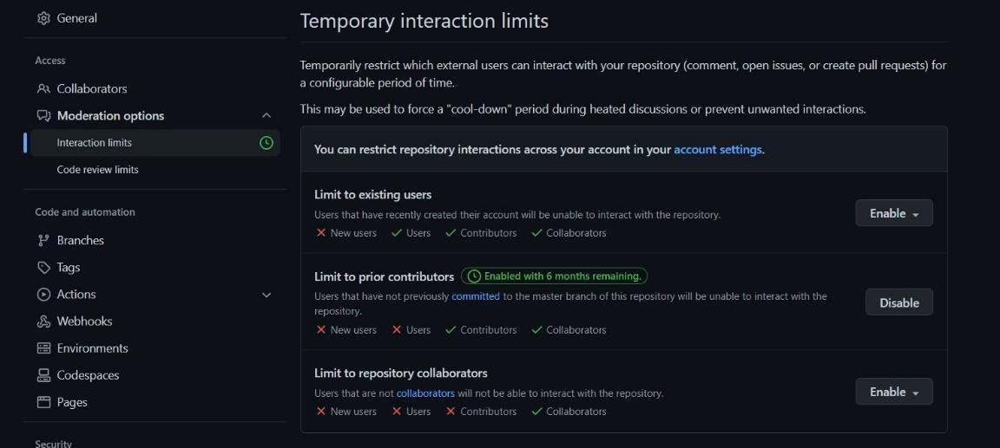 General
Access
Collaborators
Moderation options
Interaction limits
Code review limits
Code and automation
Branches
Tags
Actions
Webhooks
Environments
Codespaces
Pages
Security
Temporary interaction limits
Temporarily restrict which external users can interact with your repository (comment, open issues, or create pull requests) for
a configurable period of time.
This may be used to force a "cool-down" period during heated discussions or prevent unwanted interactions.
You can restrict repository interactions across your account in your account settings.
Limit to existing users
Users that have recently created their account will be unable to interact with the repository.
New users Users Contributors Collaborators
Enable
Limit to prior contributors Enabled with 6 months remaining.
Users that have not previously committed to the master branch of this repository will be unable to interact with the
repository.
New users Users Contributors Collaborators
Disable
Limit to repository collaborators
Users that are not collaborators will not be able to interact with the repository.
New users Users Contributors Collaborators
Enable